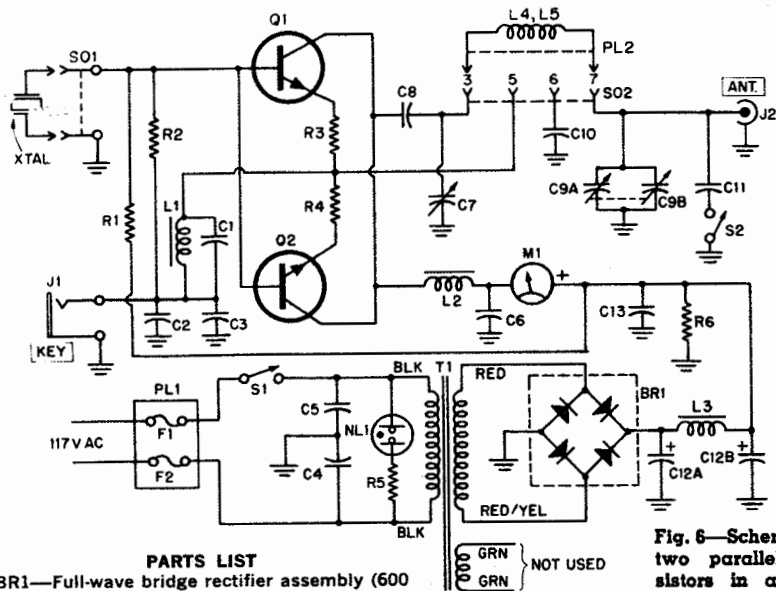 Q1
L4, L5
PL2
SO1
3
5
6
7
SO2
ANT.
J2
C8
R2
R3
C10
XTAL
R4
C7
C9A
C9B
C11
S2
R1
L1
C1
Q2
M1
+
J1
L2
C6
C13
R6
KEY
C2
C3
BLK
T1
RED
BR1
PL1
S1
C5
NL1
L3
F1
117V AC
F2
C4
R5
+
C12A
+
C12B
BLK
RED/YEL
GRN
GRN
NOT USED
PARTS LIST
BR1—Full-wave bridge rectifier assembly (600
Fig. 6—Schem
two parallel
sistors in a